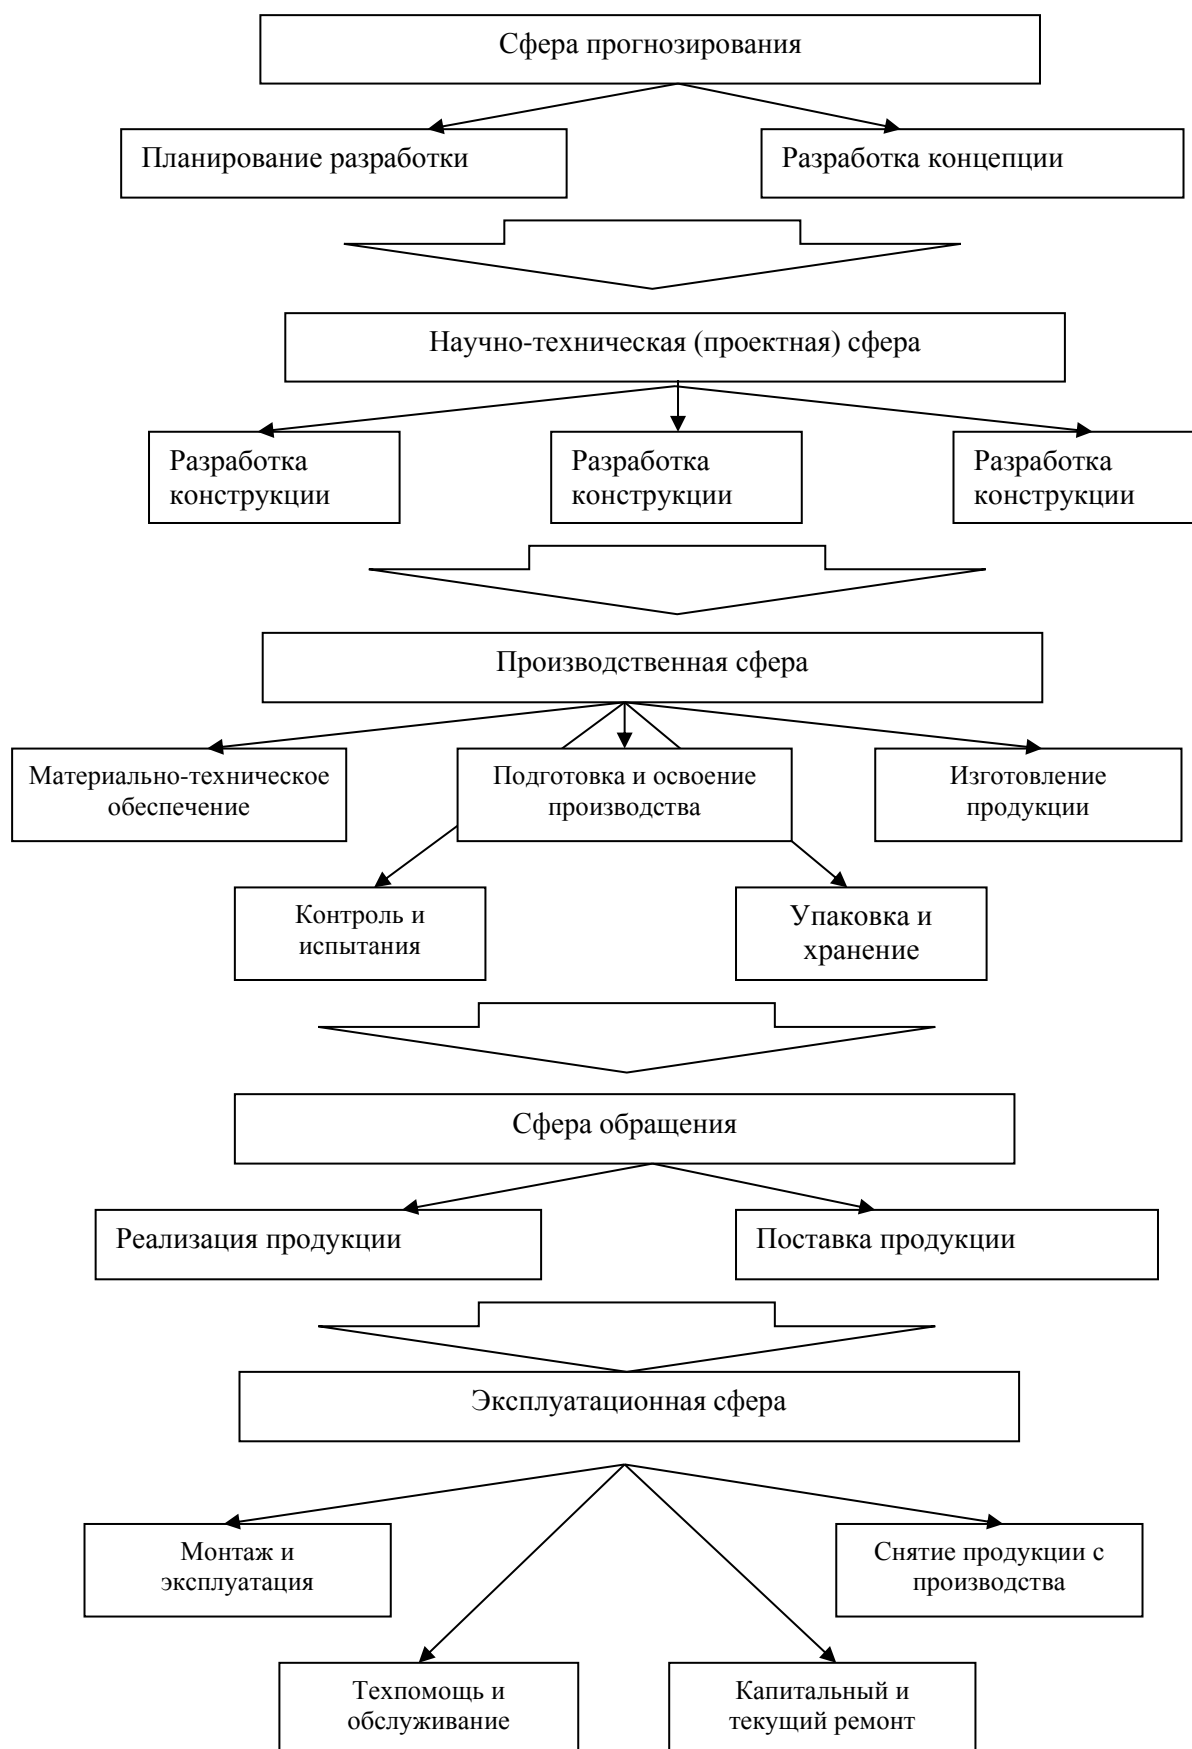 Сфера прогнозирования
Планирование разработки
Разработка концепции
Научно-техническая (проектная) сфера
Разработка
конструкции
Разработка
конструкции
Разработка
конструкции
Производственная сфера
Материально-техническое
обеспечение
Подготовка и освоение
производства
Изготовление
продукции
Контроль и
испытания
Упаковка и
хранение
Сфера обращения
Реализация продукции
Поставка продукции
Эксплуатационная сфера
Монтаж и
эксплуатация
Снятие продукции с
производства
Техпомощь и
обслуживание
Капитальный и
текущий ремонт